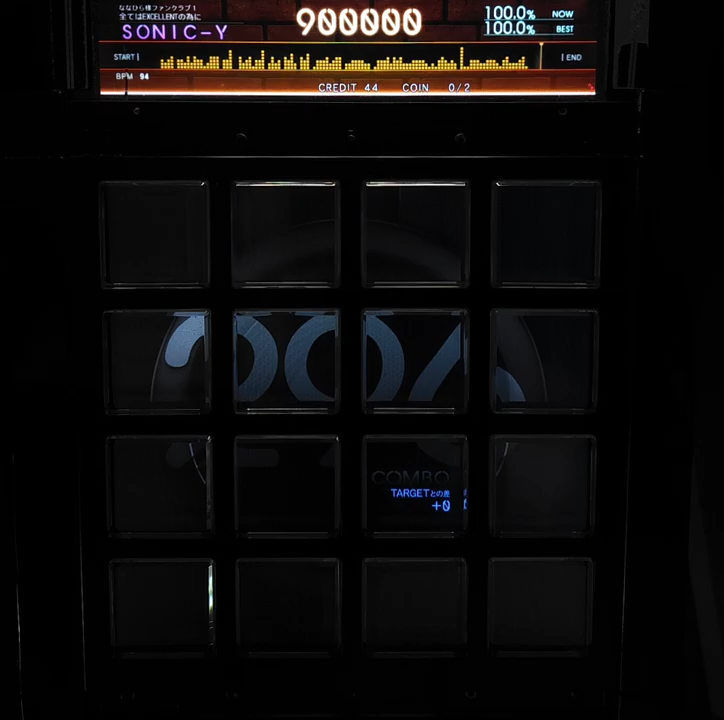 ななひら様ファンクラブ1
全てはEXCELLENTの為に
SONIC-Y
900000
100.0% NOW
100.0% BEST
START
END
BPM 94
CREDIT 44 COIN 0/2
COMBO
TARGETとの差
+0